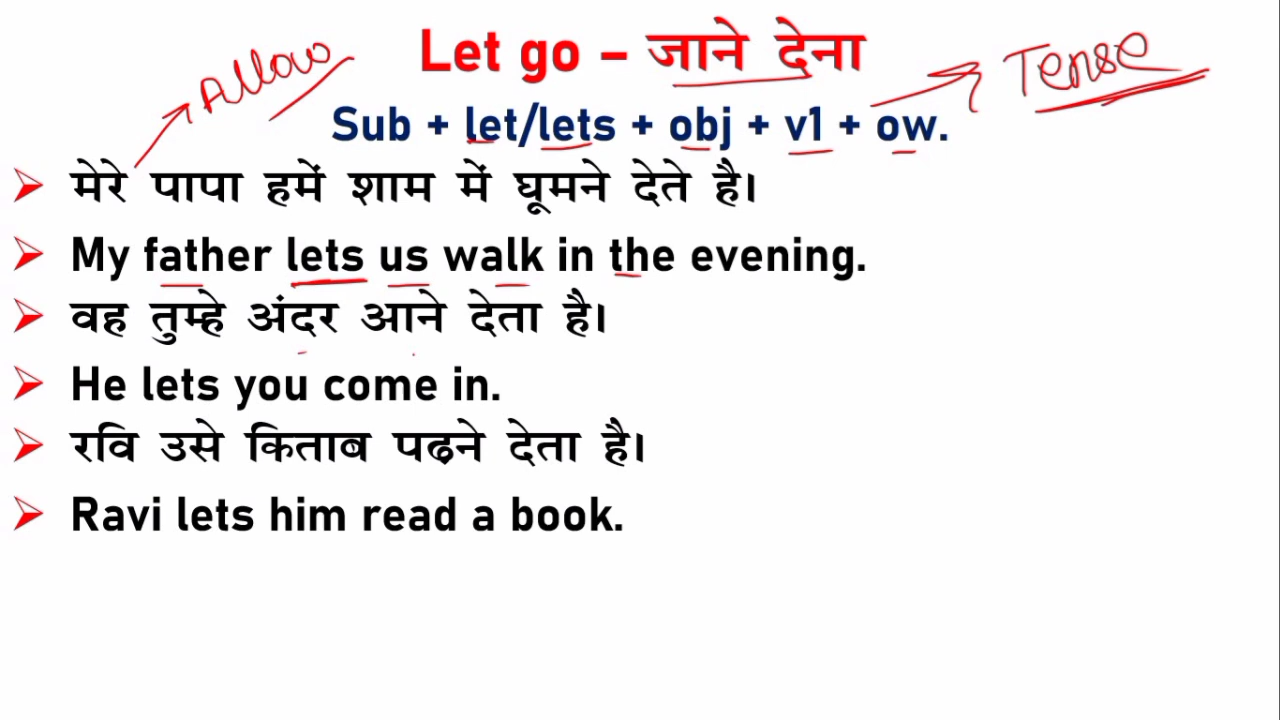 Let go – जाने देना
Allow
Tense
Sub + let/lets + obj + v1 + ow.
मेरे पापा हमें शाम में घूमने देते है।
My father lets us walk in the evening.
वह तुम्हे अंदर आने देता है।
He lets you come in.
रवि उसे किताब पढने देता है।
Ravi lets him read a book.